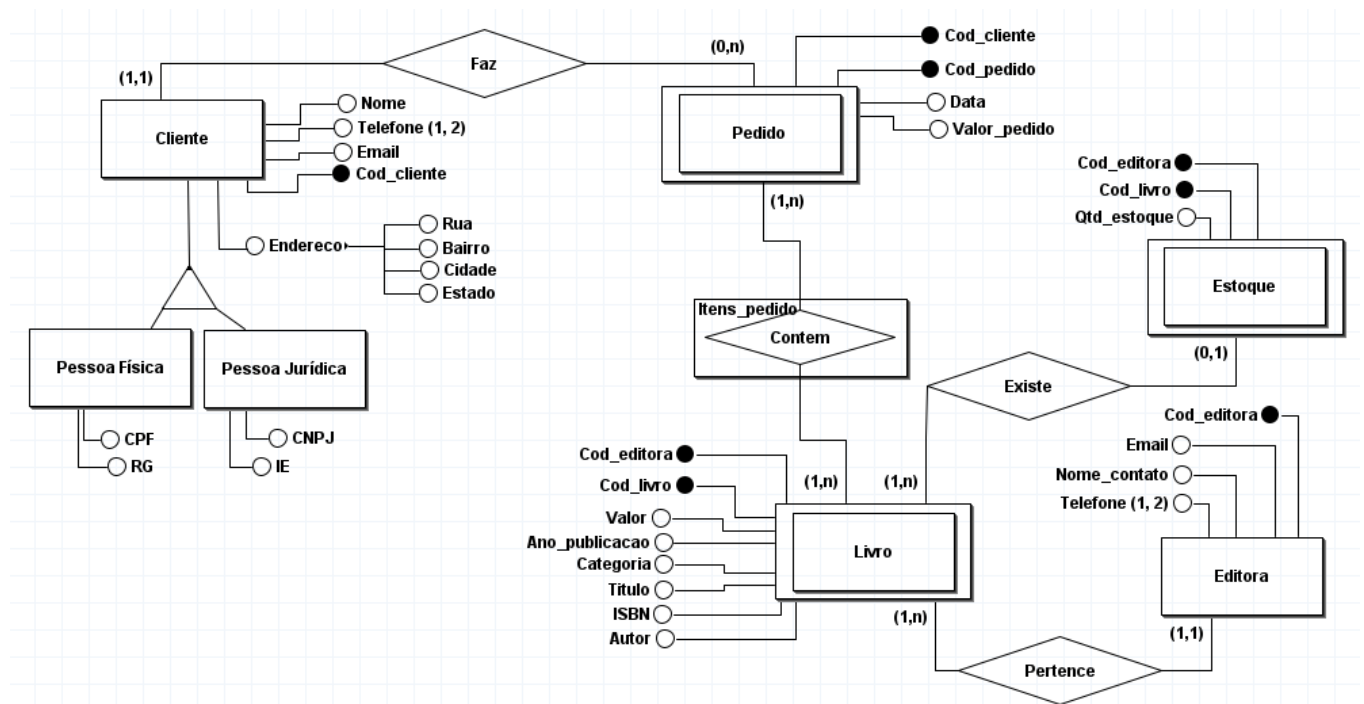 (0,n)
Cod_cliente
Faz
(1,1)
Cod_pedido
Nome
Data
Telefone (1, 2)
Valor_pedido
Cliente
Pedido
Email
Cod_cliente
Cod_editora
Cod_livro
(1,n)
Qtd_estoque
Rua
Endereco
Bairro
Cidade
Estado
Estoque
Itens_pedido
Contem
(0,1)
Pessoa Física
Pessoa Jurídica
Existe
Cod_editora
CPF
CNPJ
Email
RG
IE
Cod_editora
Nome_contato
Cod_livro
(1,n)
(1,n)
Telefone (1, 2)
Valor
Ano_publicacao
Livro
Categoria
Editora
Titulo
ISBN
(1,n)
Autor
(1,1)
Pertence